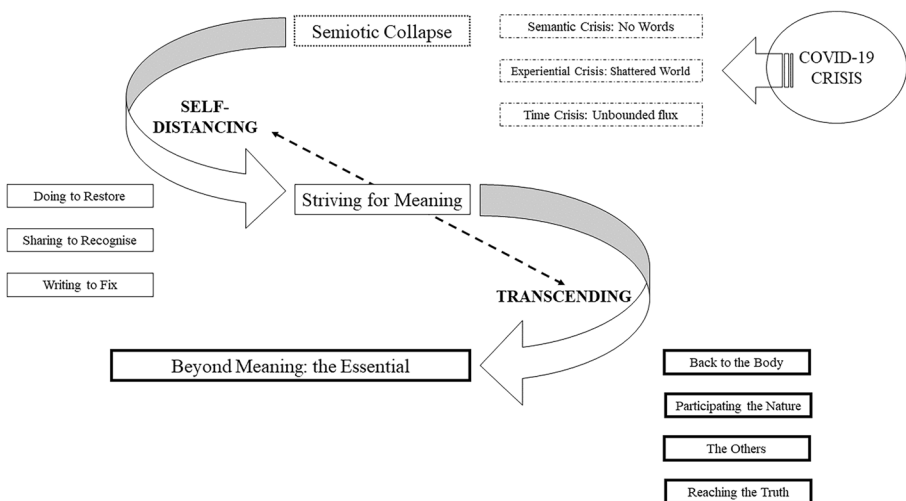 Semiotic Collapse
Semantic Crisis: No Words
Experiential Crisis: Shattered World
Time Crisis: Unbounded flux
COVID-19
CRISIS
SELF-
DISTANCING
Doing to Restore
Sharing to Recognise
Writing to Fix
Striving for Meaning
TRANSCENDING
Beyond Meaning: the Essential
Back to the Body
Participating the Nature
The Others
Reaching the Truth